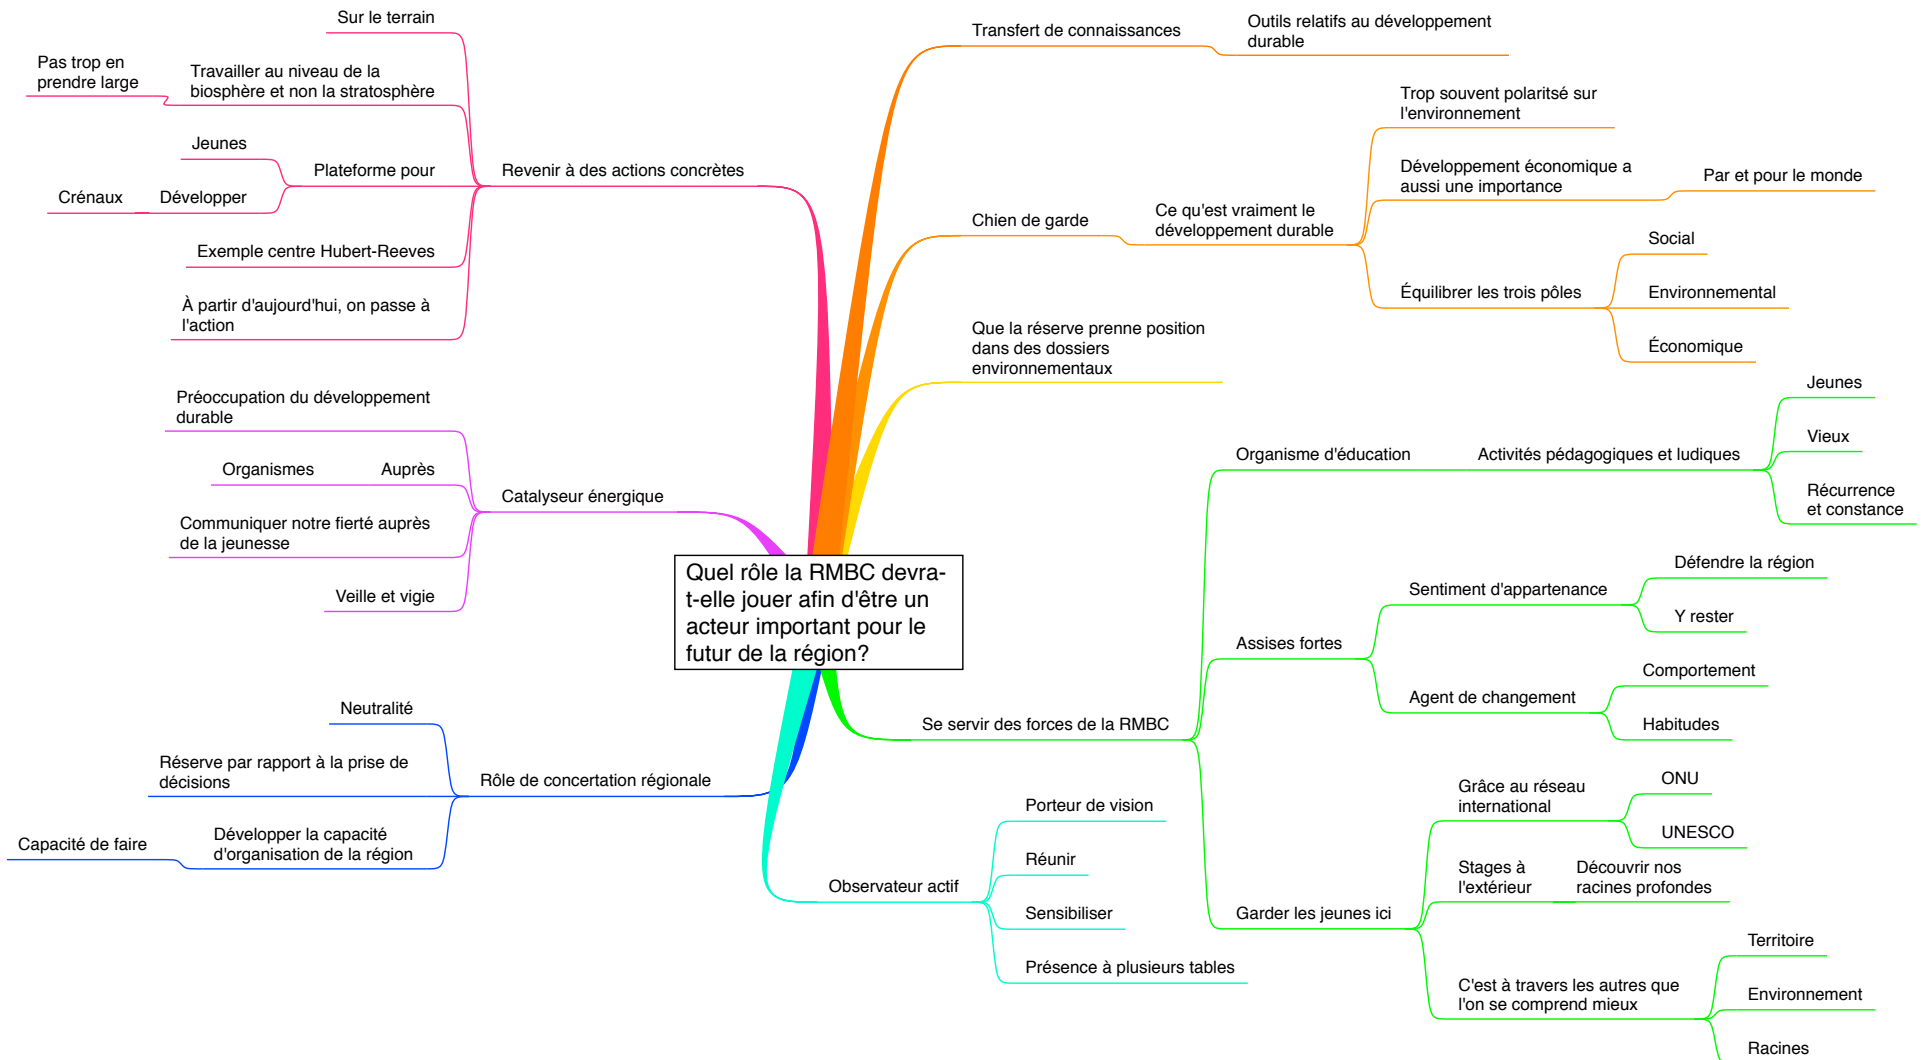 Quel rôle la RMBC devra-
t-elle jouer afin d'être un
acteur important pour le
futur de la région?
Transfert de connaissances
Outils relatifs au développement
durable
Chien de garde
Ce qu'est vraiment le
développement durable
Trop souvent polaritsé sur
l'environnement
Développement économique a
aussi une importance
Par et pour le monde
Équilibrer les trois pôles
Social
Environnemental
Économique
Que la réserve prenne position
dans des dossiers
environnementaux
Se servir des forces de la RMBC
Organisme d'éducation
Activités pédagogiques et ludiques
Jeunes
Vieux
Récurrence
et constance
Assises fortes
Sentiment d'appartenance
Défendre la région
Y rester
Agent de changement
Comportement
Habitudes
Garder les jeunes ici
Grâce au réseau
international
ONU
UNESCO
Stages à
l'extérieur
Découvrir nos
racines profondes
C'est à travers les autres que
l'on se comprend mieux
Territoire
Environnement
Racines
Observateur actif
Porteur de vision
Réunir
Sensibiliser
Présence à plusieurs tables
Rôle de concertation régionale
Neutralité
Réserve par rapport à la prise de
décisions
Développer la capacité
d'organisation de la région
Capacité de faire
Catalyseur énergique
Préoccupation du développement
durable
Auprès
Organismes
Communiquer notre fierté auprès
de la jeunesse
Veille et vigie
Revenir à des actions concrètes
Sur le terrain
Travailler au niveau de la
biosphère et non la stratosphère
Pas trop en
prendre large
Plateforme pour
Jeunes
Développer
Crénaux
Exemple centre Hubert-Reeves
À partir d'aujourd'hui, on passe à
l'action